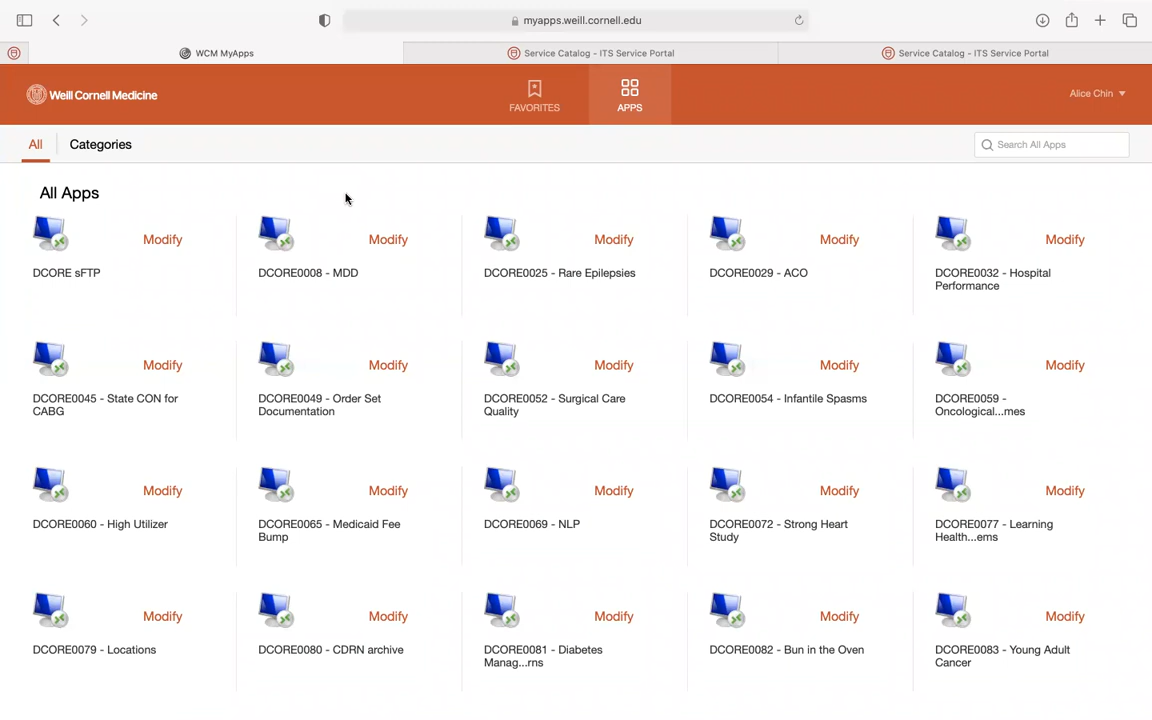 myapps.weill.cornell.edu
WCM MyApps
Service Catalog - ITS Service Portal
Service Catalog - ITS Service Portal
Weill Cornell Medicine
FAVORITES
APPS
Alice Chin
All
Categories
Search All Apps
All Apps
Modify
Modify
Modify
Modify
Modify
DCORE sFTP
DCORE0008 - MDD
DCORE0025 - Rare Epilepsies
DCORE0029 - ACO
DCORE0032 - Hospital
Performance
Modify
Modify
Modify
Modify
Modify
DCORE0045 - State CON for
CABG
DCORE0049 - Order Set
Documentation
DCORE0052 - Surgical Care
Quality
DCORE0054 - Infantile Spasms
DCORE0059 -
Oncological...mes
Modify
Modify
Modify
Modify
Modify
DCORE0060 - High Utilizer
DCORE0065 - Medicaid Fee
Bump
DCORE0069 - NLP
DCORE0072 - Strong Heart
Study
DCORE0077 - Learning
Health...ems
Modify
Modify
Modify
Modify
Modify
DCORE0079 - Locations
DCORE0080 - CDRN archive
DCORE0081 - Diabetes
Manag...rns
DCORE0082 - Bun in the Oven
DCORE0083 - Young Adult
Cancer